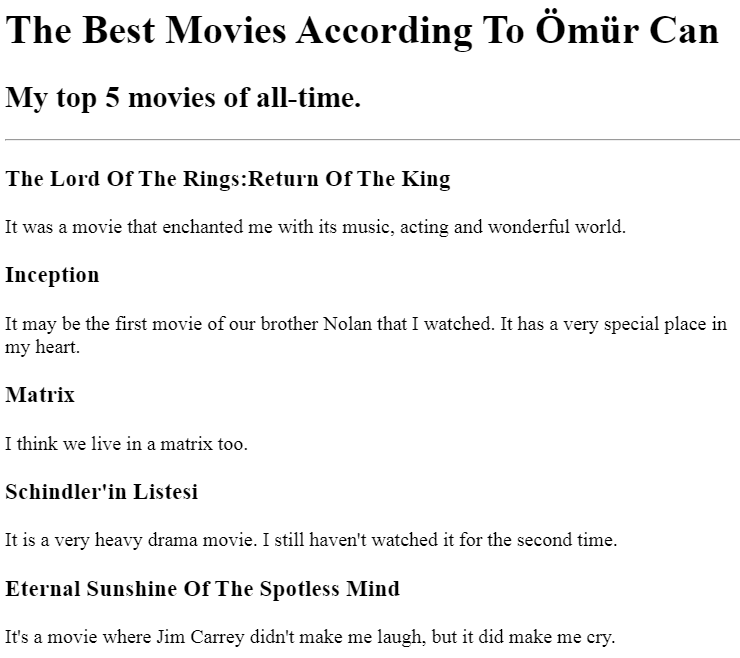 The Best Movies According To Ömür Can
My top 5 movies of all-time.
The Lord Of The Rings:Return Of The King
It was a movie that enchanted me with its music, acting and wonderful world.
Inception
It may be the first movie of our brother Nolan that I watched. It has a very special place in
my heart.
Matrix
I think we live in a matrix too.
Schindler'in Listesi
It is a very heavy drama movie. I still haven't watched it for the second time.
Eternal Sunshine Of The Spotless Mind
It's a movie where Jim Carrey didn't make me laugh, but it did make me cry.